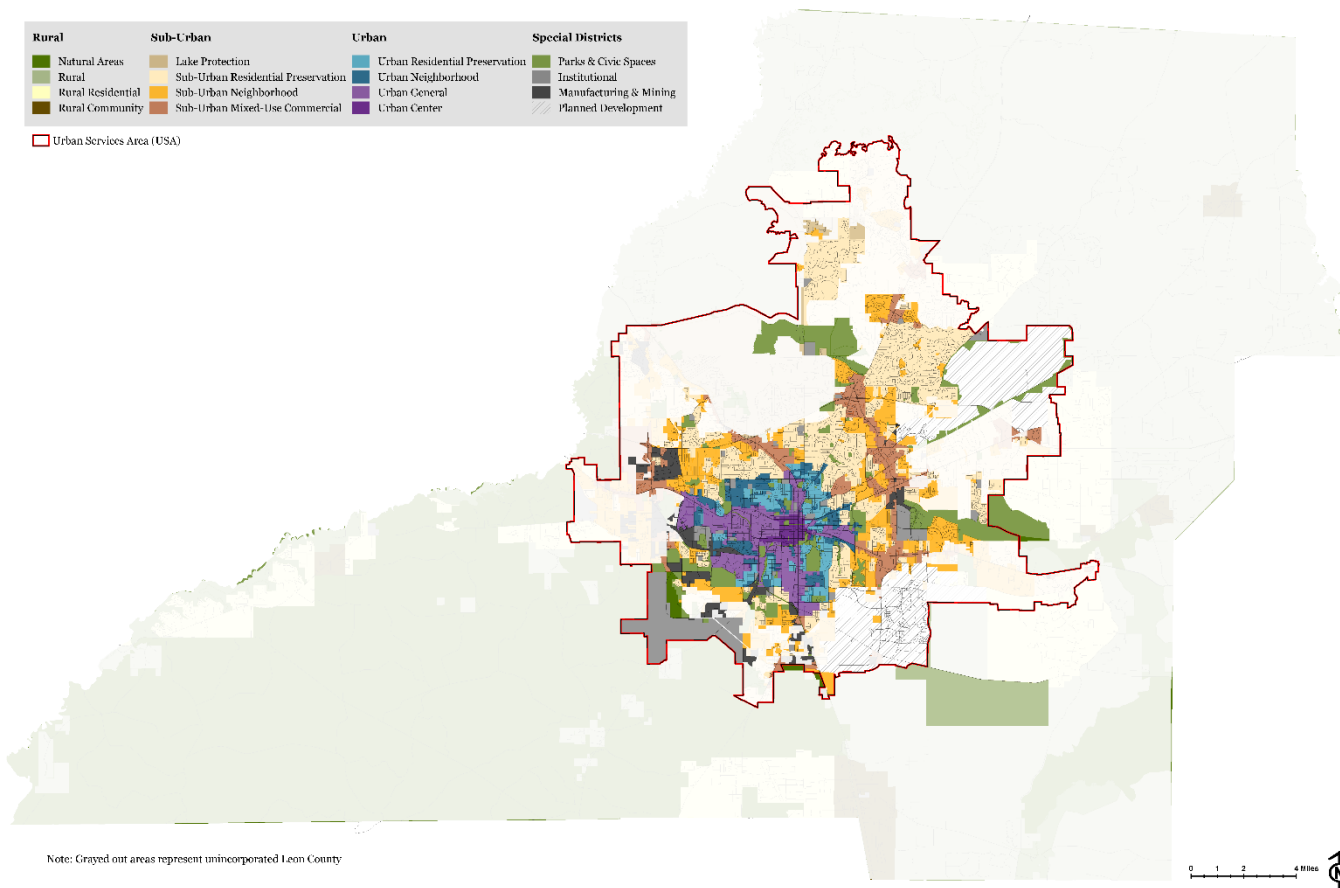 Rural
Sub-Urban
Urban
Special Districts
Natural Areas
Lake Protection
Urban Residential Preservation
Parks & Civic Spaces
Rural
Sub-Urban Residential Preservation
Urban Neighborhood
Institutional
Rural Residential
Sub-Urban Neighborhood
Urban General
Manufacturing & Mining
Rural Community
Sub-Urban Mixed-Use Commercial
Urban Center
Planned Development
Urban Services Area (USA)
Note: Grayed out areas represent unincorporated Leon County
0 1 2 4 Miles
N